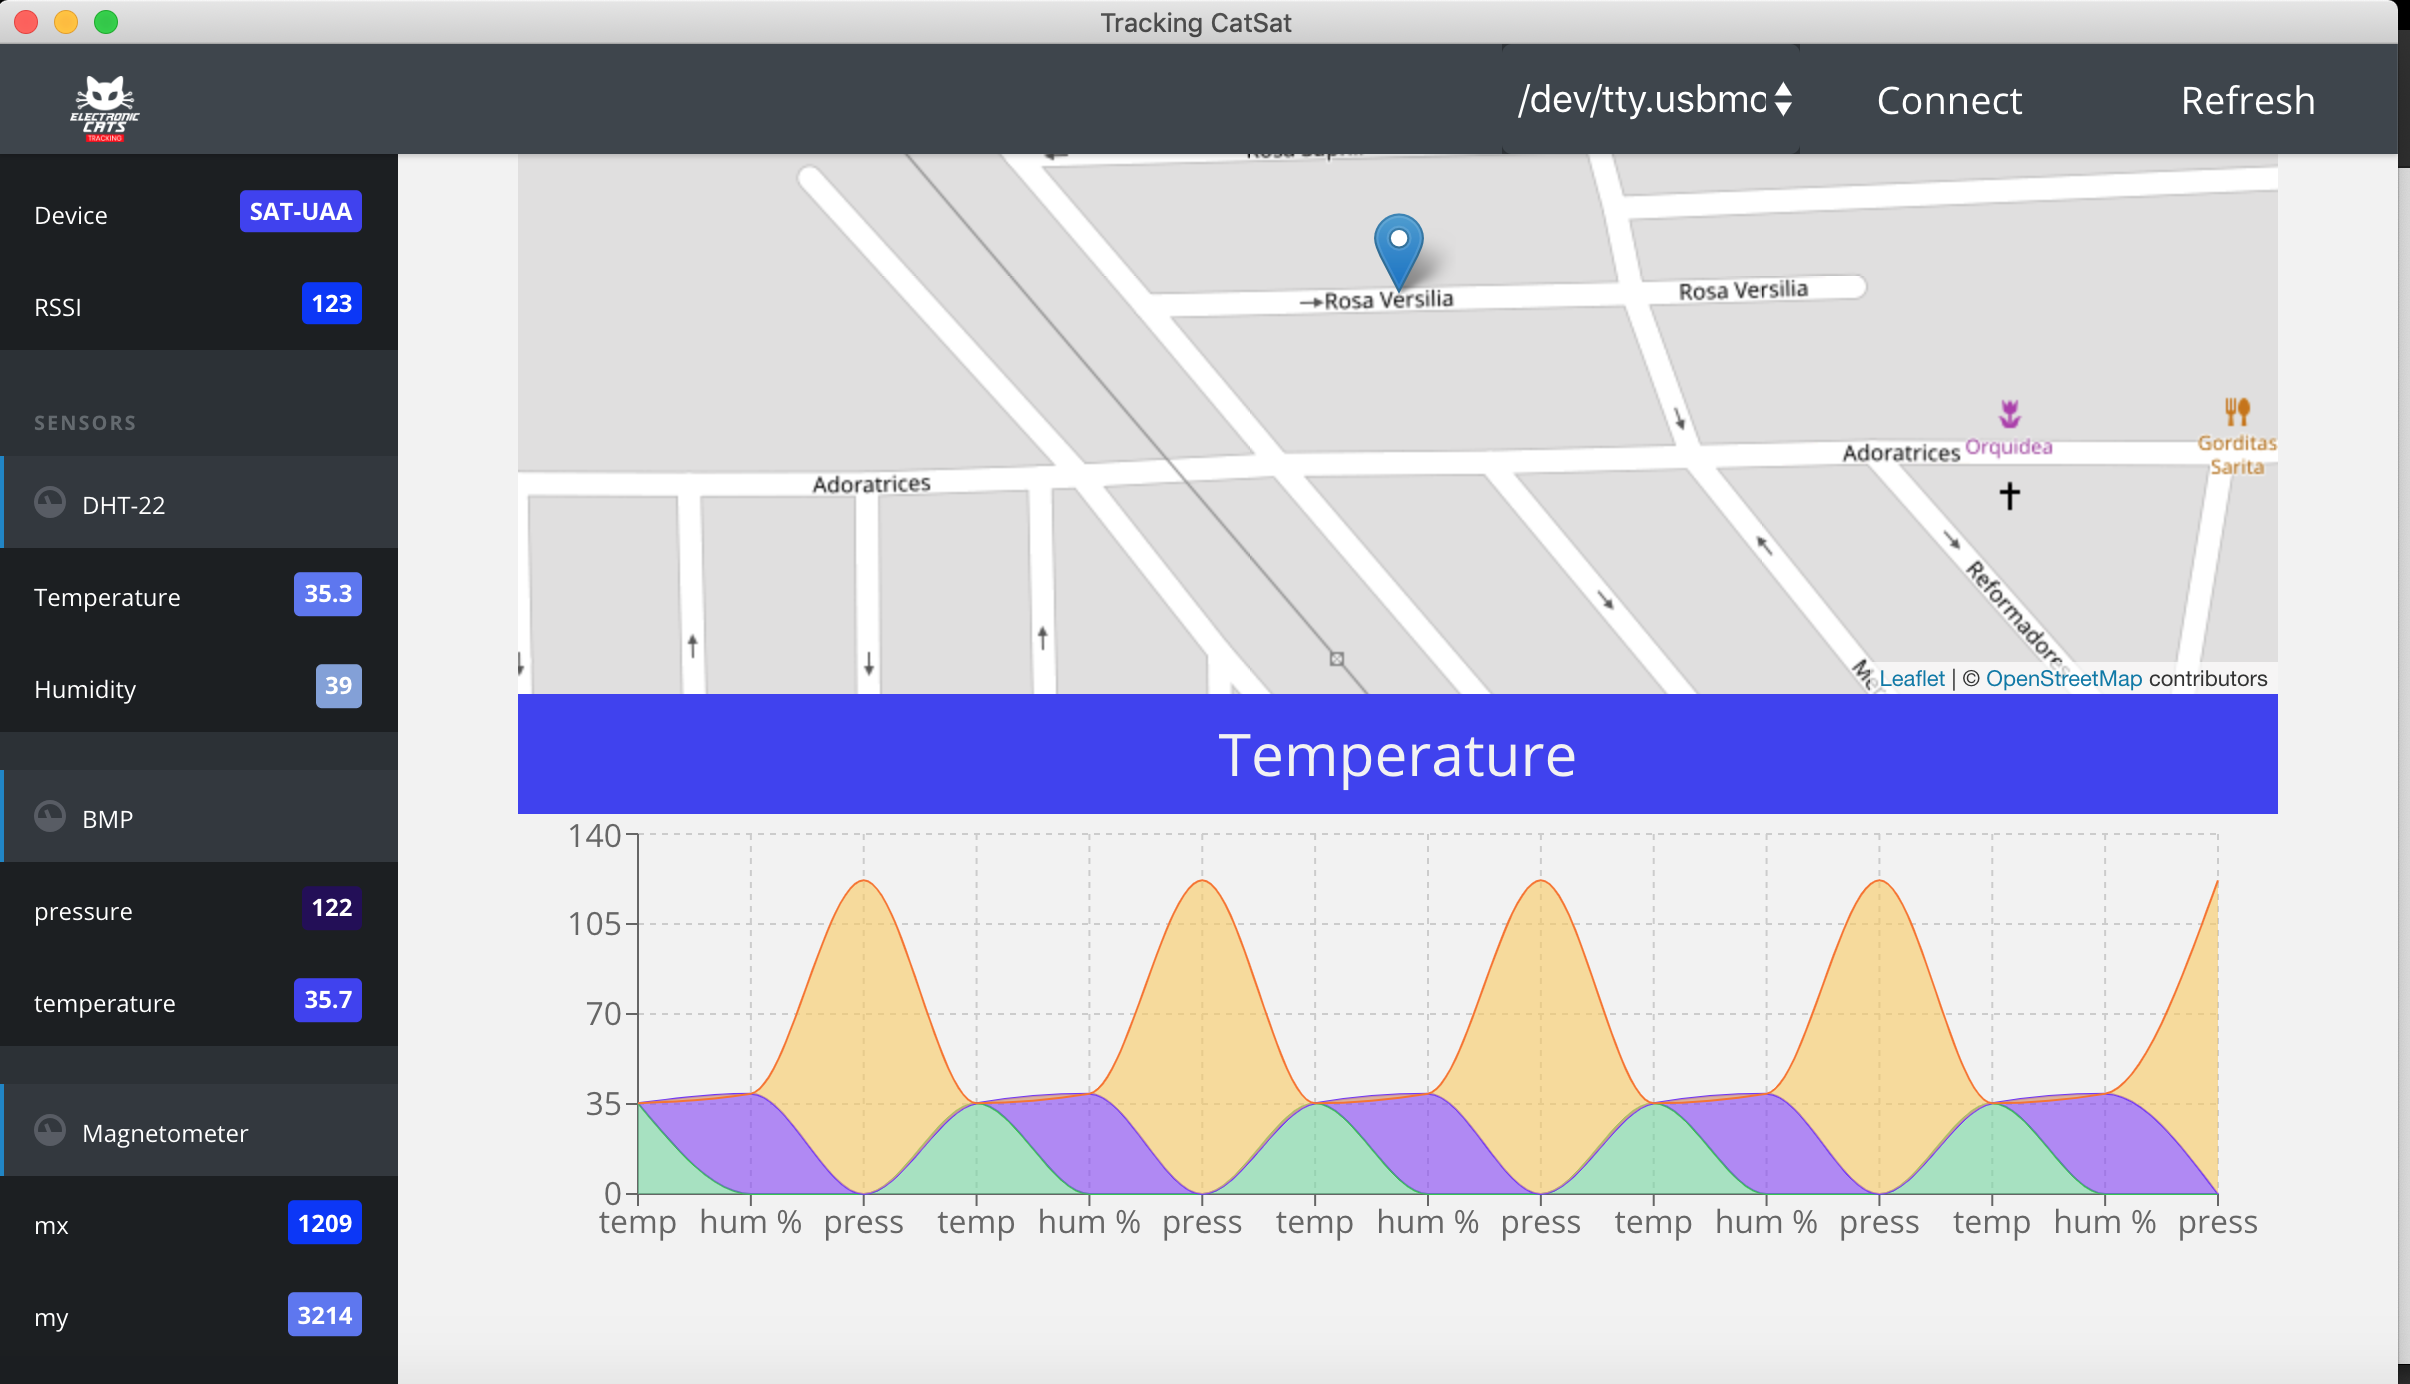 Tracking CatSat
ELECTRONIC
CATS
TRACKING
/dev/tty.usbmo
Connect
Refresh
Device SAT-UAA
RSSI 123
SENSORS
DHT-22
Temperature 35.3
Humidity 39
BMP
pressure 122
temperature 35.7
Magnetometer
mx 1209
my 3214
→Rosa Versilia
Rosa Versilia
Adoratrices
Adoratrices
Orquidea
Gorditas
Sarita
Reformadores
Leaflet | © OpenStreetMap contributors
Temperature
140
105
70
35
0
temp hum % press temp hum % press temp hum % press temp hum % press temp hum % press